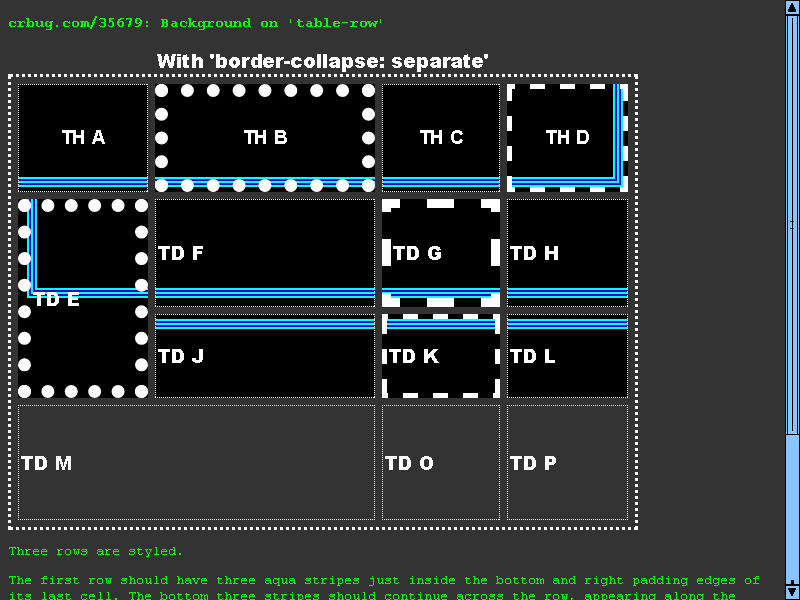 crbug.com/35679: Background on 'table-row'
With 'border-collapse: separate'
TH A TH B TH C TH D
TD E TD F TD G TD H
TD J TD K TD L
TD M TD O TD P
Three rows are styled.
The first row should have three aqua stripes just inside the bottom and right padding edges of
its last cell. The bottom three stripes should continue across the row, appearing along the